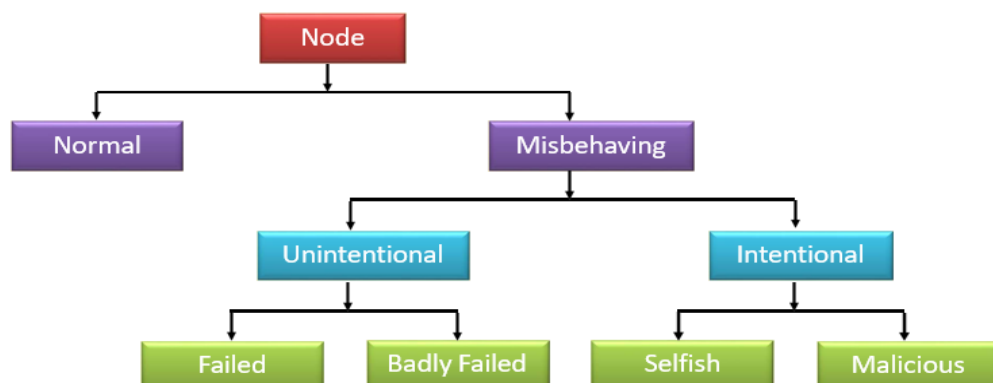 Node
Normal
Misbehaving
Unintentional
Intentional
Failed
Badly Failed
Selfish
Malicious